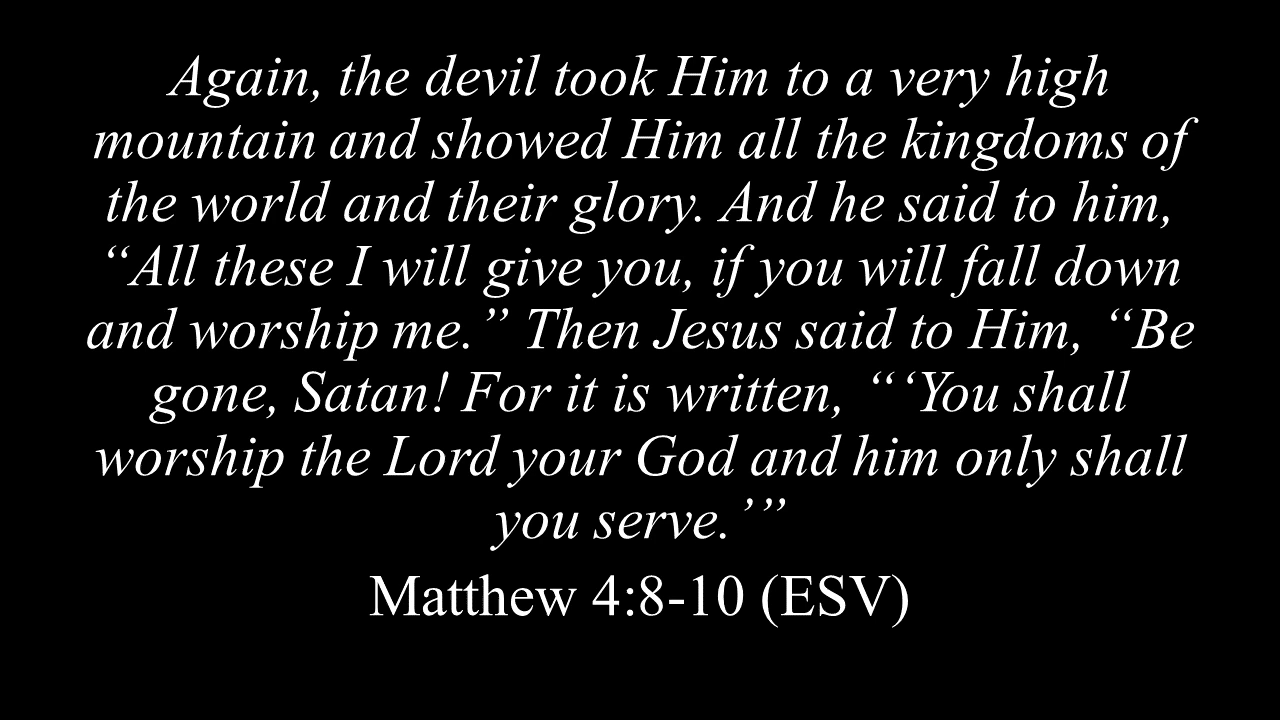 Again, the devil took Him to a very high
mountain and showed Him all the kingdoms of
the world and their glory. And he said to him,
“All these I will give you, if you will fall down
and worship me.” Then Jesus said to Him, “Be
gone, Satan! For it is written, “‘You shall
worship the Lord your God and him only shall
you serve.’”
Matthew 4:8-10 (ESV)